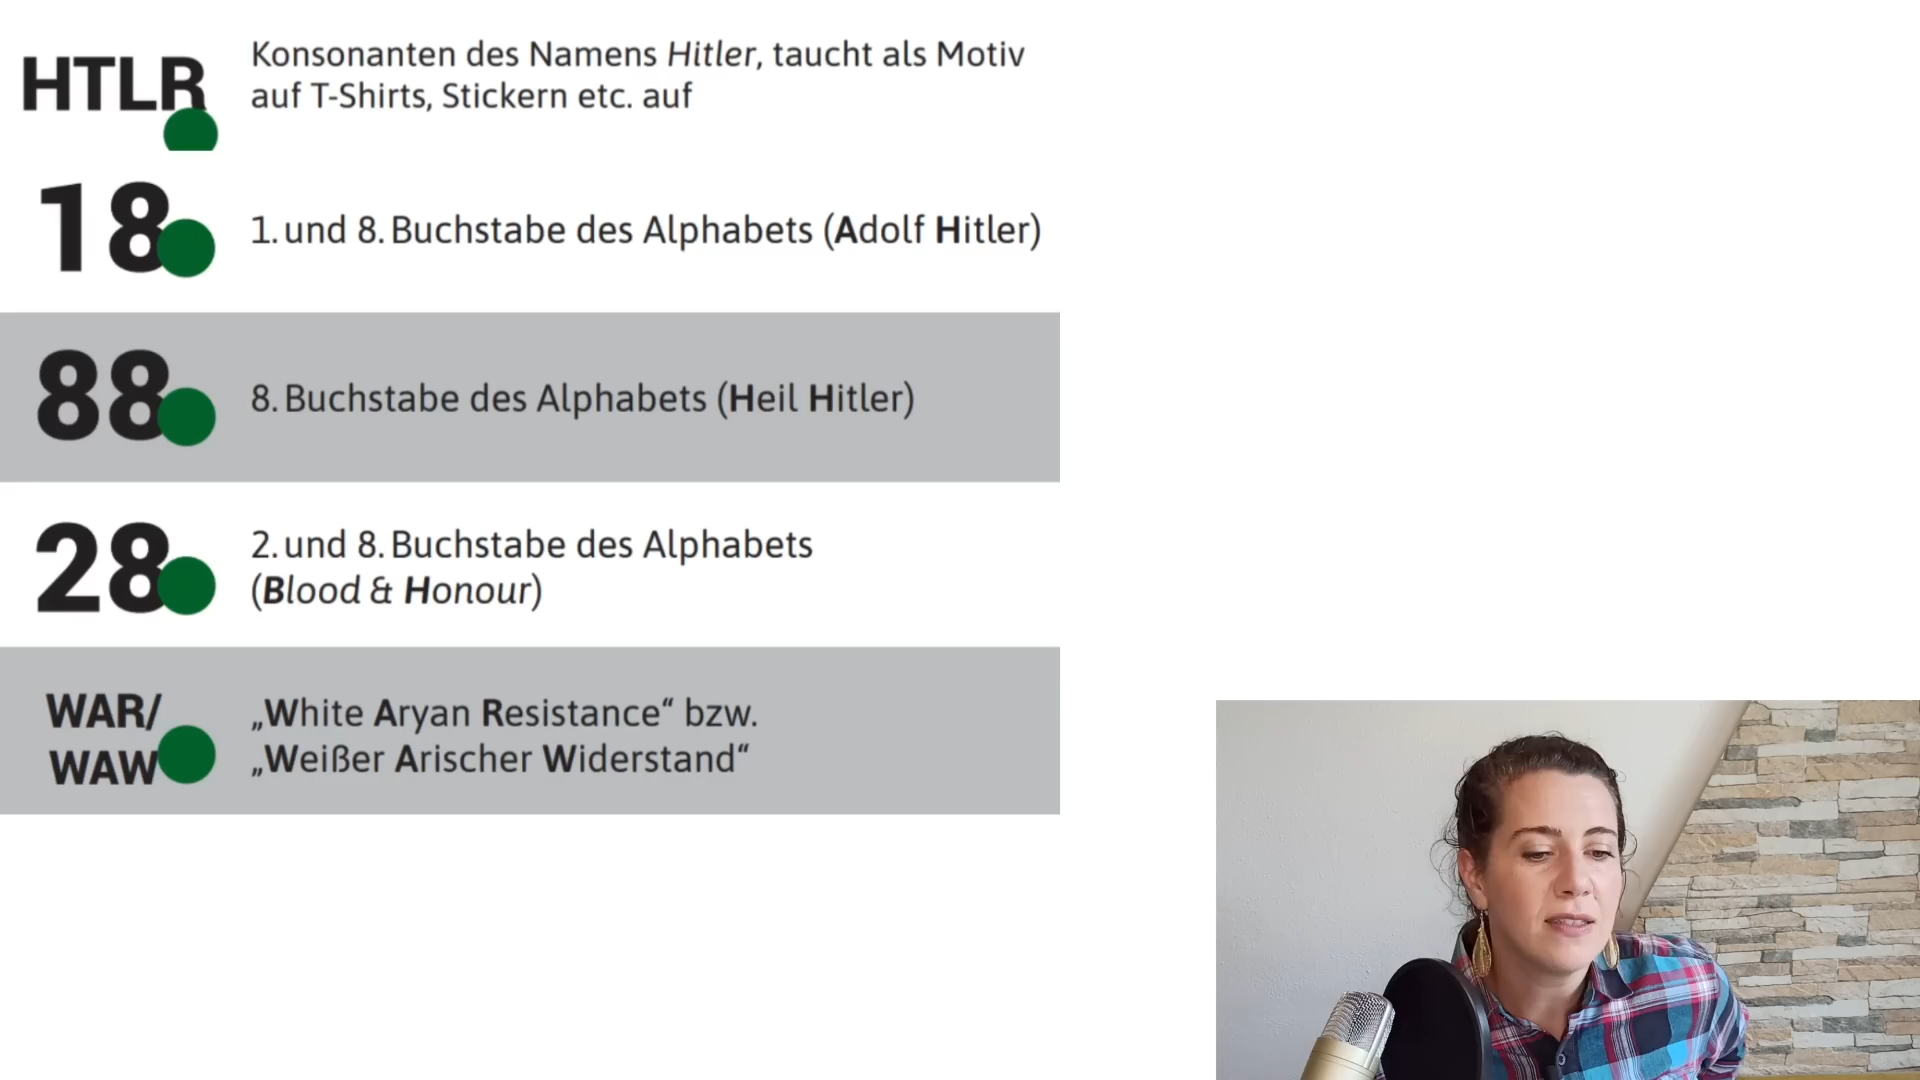 HTLR
Konsonanten des Namens Hitler, taucht als Motiv
auf T-Shirts, Stickern etc. auf
18
1. und 8. Buchstabe des Alphabets (Adolf Hitler)
88
8. Buchstabe des Alphabets (Heil Hitler)
28
2. und 8. Buchstabe des Alphabets
(Blood & Honour)
WAR/
WAW
„White Aryan Resistance“ bzw.
„Weißer Arischer Widerstand“